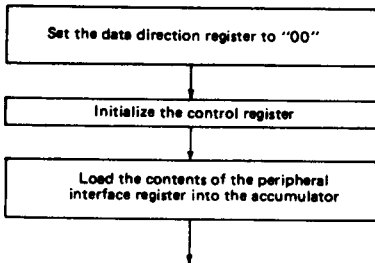 Set the data direction register to "00"
Initialize the control register
Load the contents of the peripheral
interface register into the accumulator